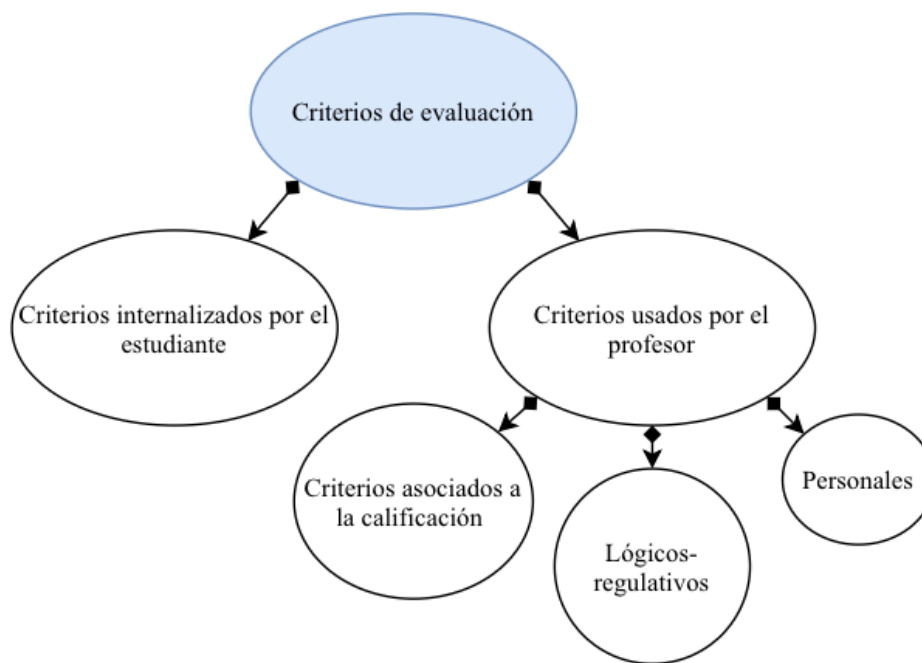 Criterios de evaluación
Criterios internalizados por el
estudiante
Criterios usados por el
profesor
Criterios asociados a
la calificación
Lógicos-
regulativos
Personales